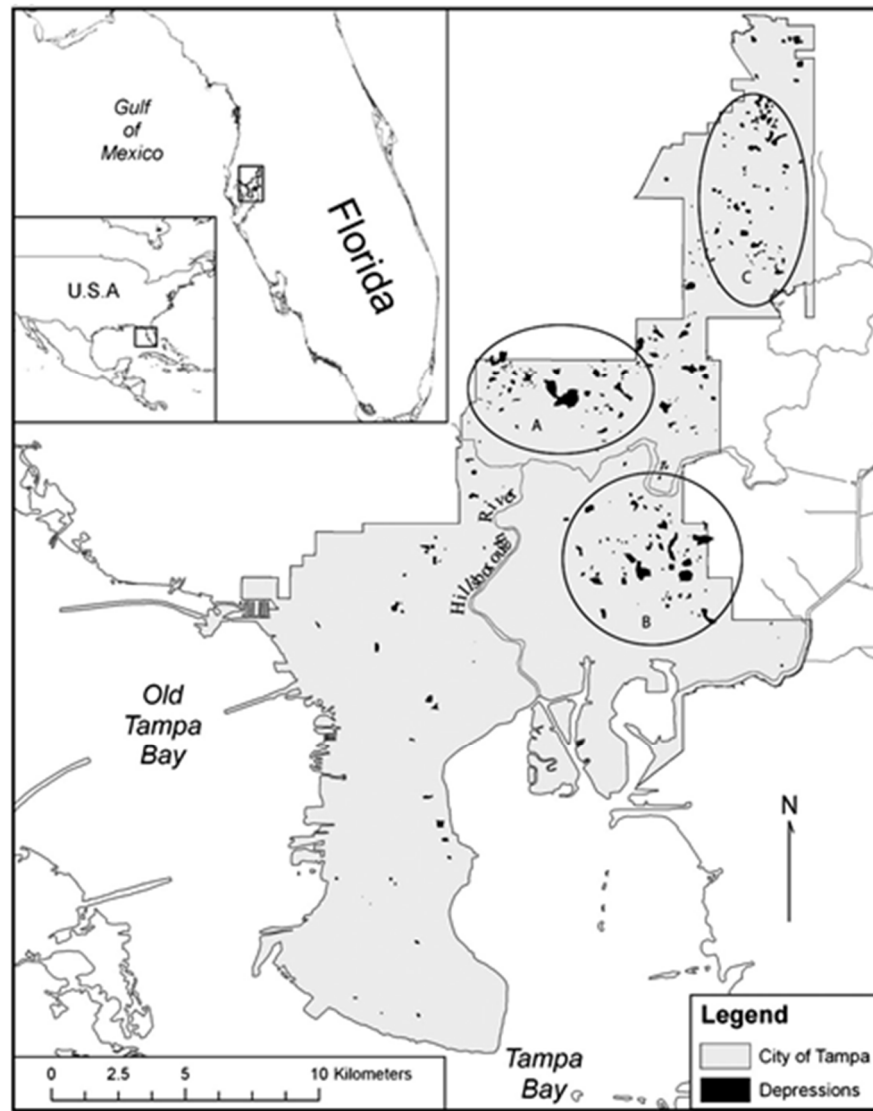 Gulf
of
Mexico
Florida
U.S.A
C
A
Hillsborough River
B
Old
Tampa
Bay
N
Legend
City of Tampa
Depressions
0 2.5 5 10 Kilometers
Tampa
Bay